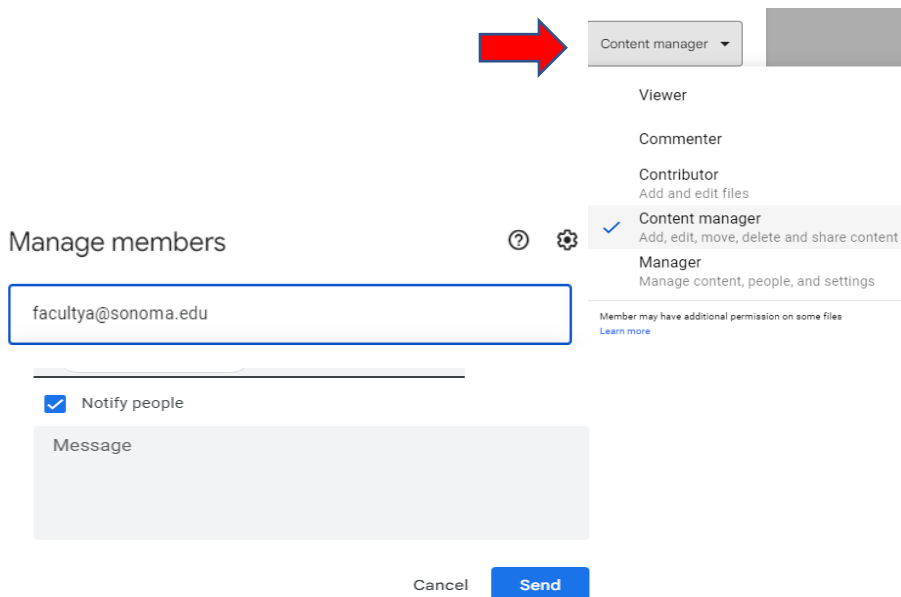 Content manager
Viewer
Commenter
Contributor
Add and edit files
Content manager
Add, edit, move, delete and share content
Manager
Manage content, people, and settings
Member may have additional permission on some files
Learn more
Manage members
facultya@sonoma.edu
Notify people
Message
Cancel
Send